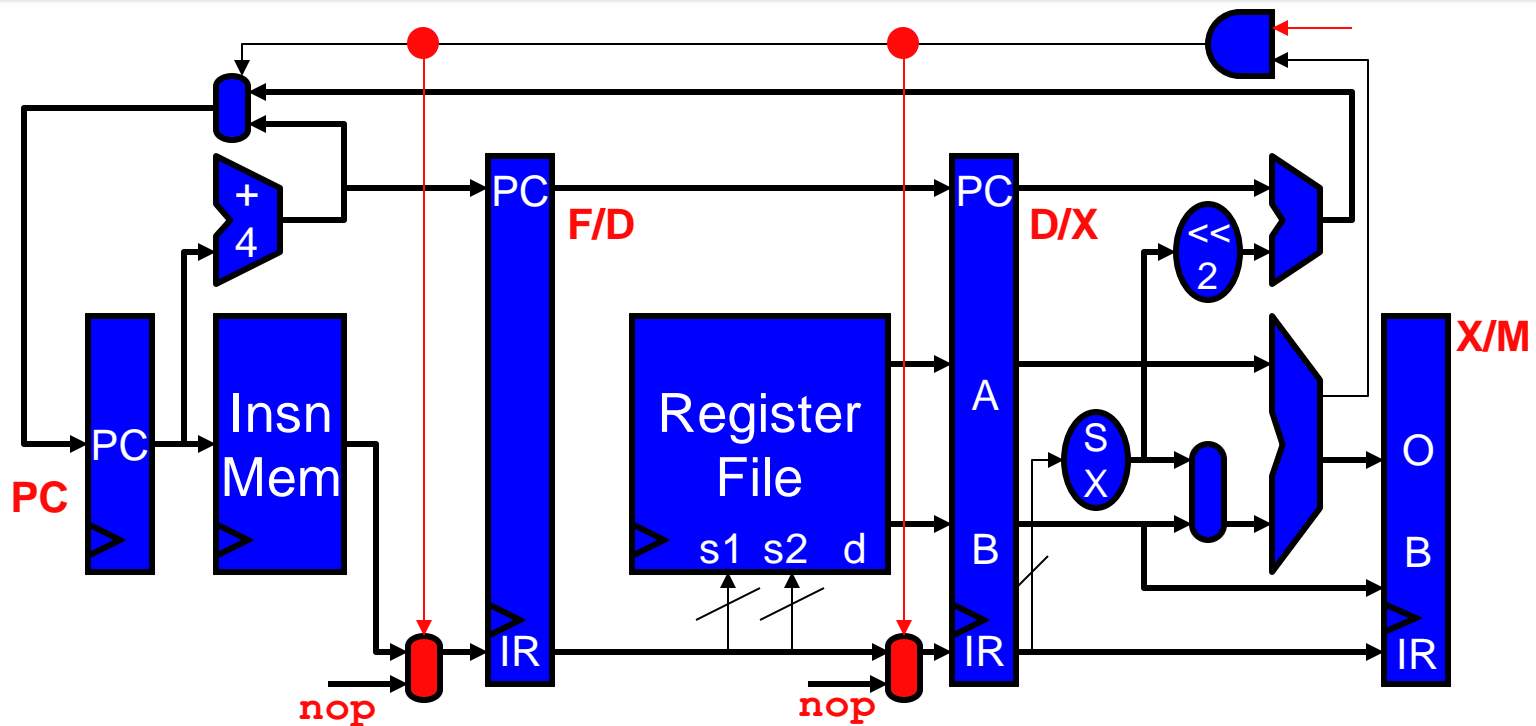 +
4
PC
Insn
Mem
PC
PC
F/D
IR
nop
Register
File
s1 s2 d
nop
PC
D/X
A
B
IR
<<
2
S
X
X/M
O
B
IR